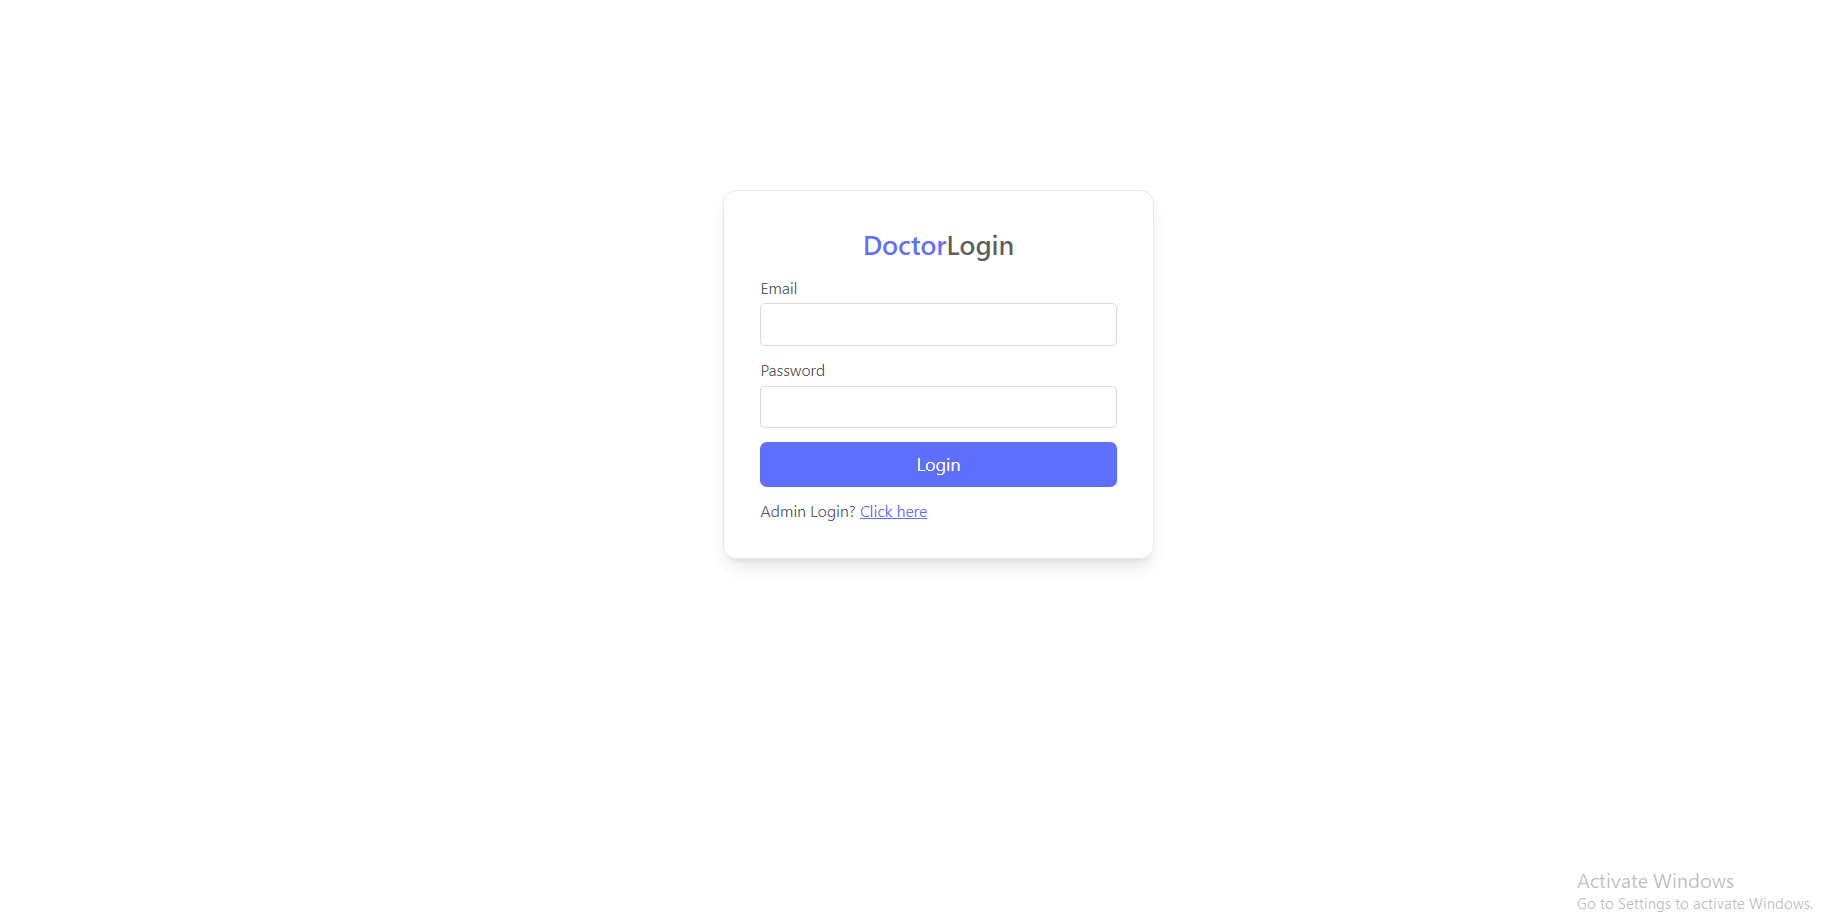 DoctorLogin
Email
Password
Login
Admin Login? Click here
Activate Windows
Go to Settings to activate Windows.